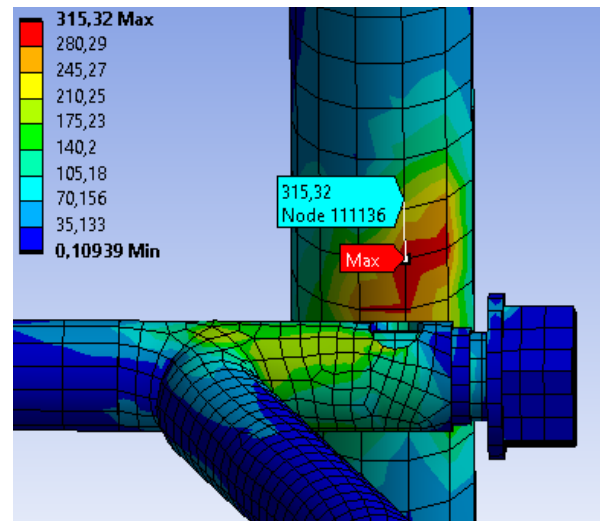 315,32 Max
280,29
245,27
210,25
175,23
140,2
105,18
70,156
35,133
0,10939 Min
315,32
Node 111136
Max